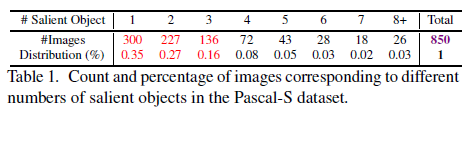 # Salient Object 1 2 3 4 5 6 7 8+ Total
#Images 300 227 136 72 43 28 18 26 850
Distribution (%) 0.35 0.27 0.16 0.08 0.05 0.03 0.02 0.03 1
Table 1. Count and percentage of images corresponding to different
numbers of salient objects in the Pascal-S dataset.